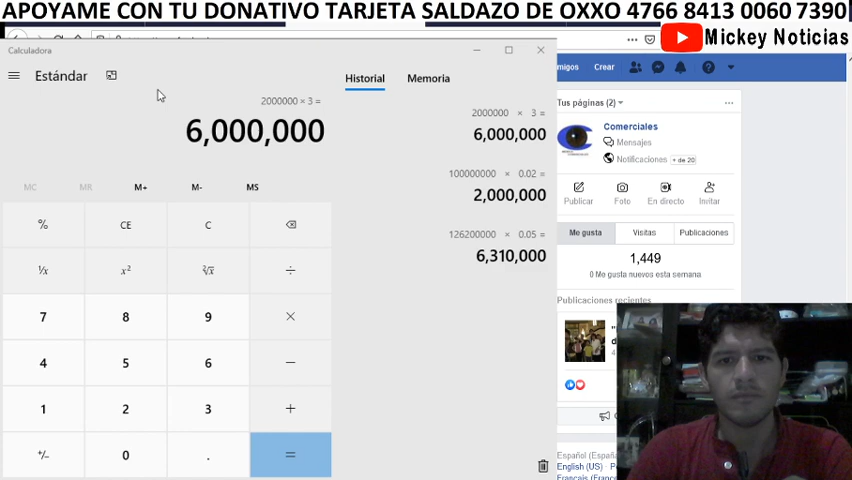 APOYAME CON TU DONATIVO TARJETA SALDAZO DE OXXO 4766 8413 0060 7390
Mickey Noticias
Calculadora
Estándar
Historial
Memoria
2000000 × 3 =
6,000,000
2000000 × 3 =
6,000,000
100000000 × 0.02 =
2,000,000
126200000 × 0.05 =
6,310,000
MC MR M+ M- MS
% CE C
¹/x x² ²√x ÷
7 8 9 ×
4 5 6 −
1 2 3 +
+/− 0 . =
migos Crear
Tus páginas (2)
Comerciales
Mensajes
Notificaciones + de 20
Publicar Foto En directo Invitar
Me gusta Visitas Publicaciones
1,449
0 Me gusta nuevos esta semana
Publicaciones recientes
Español (Españ
English (US)
Français (France